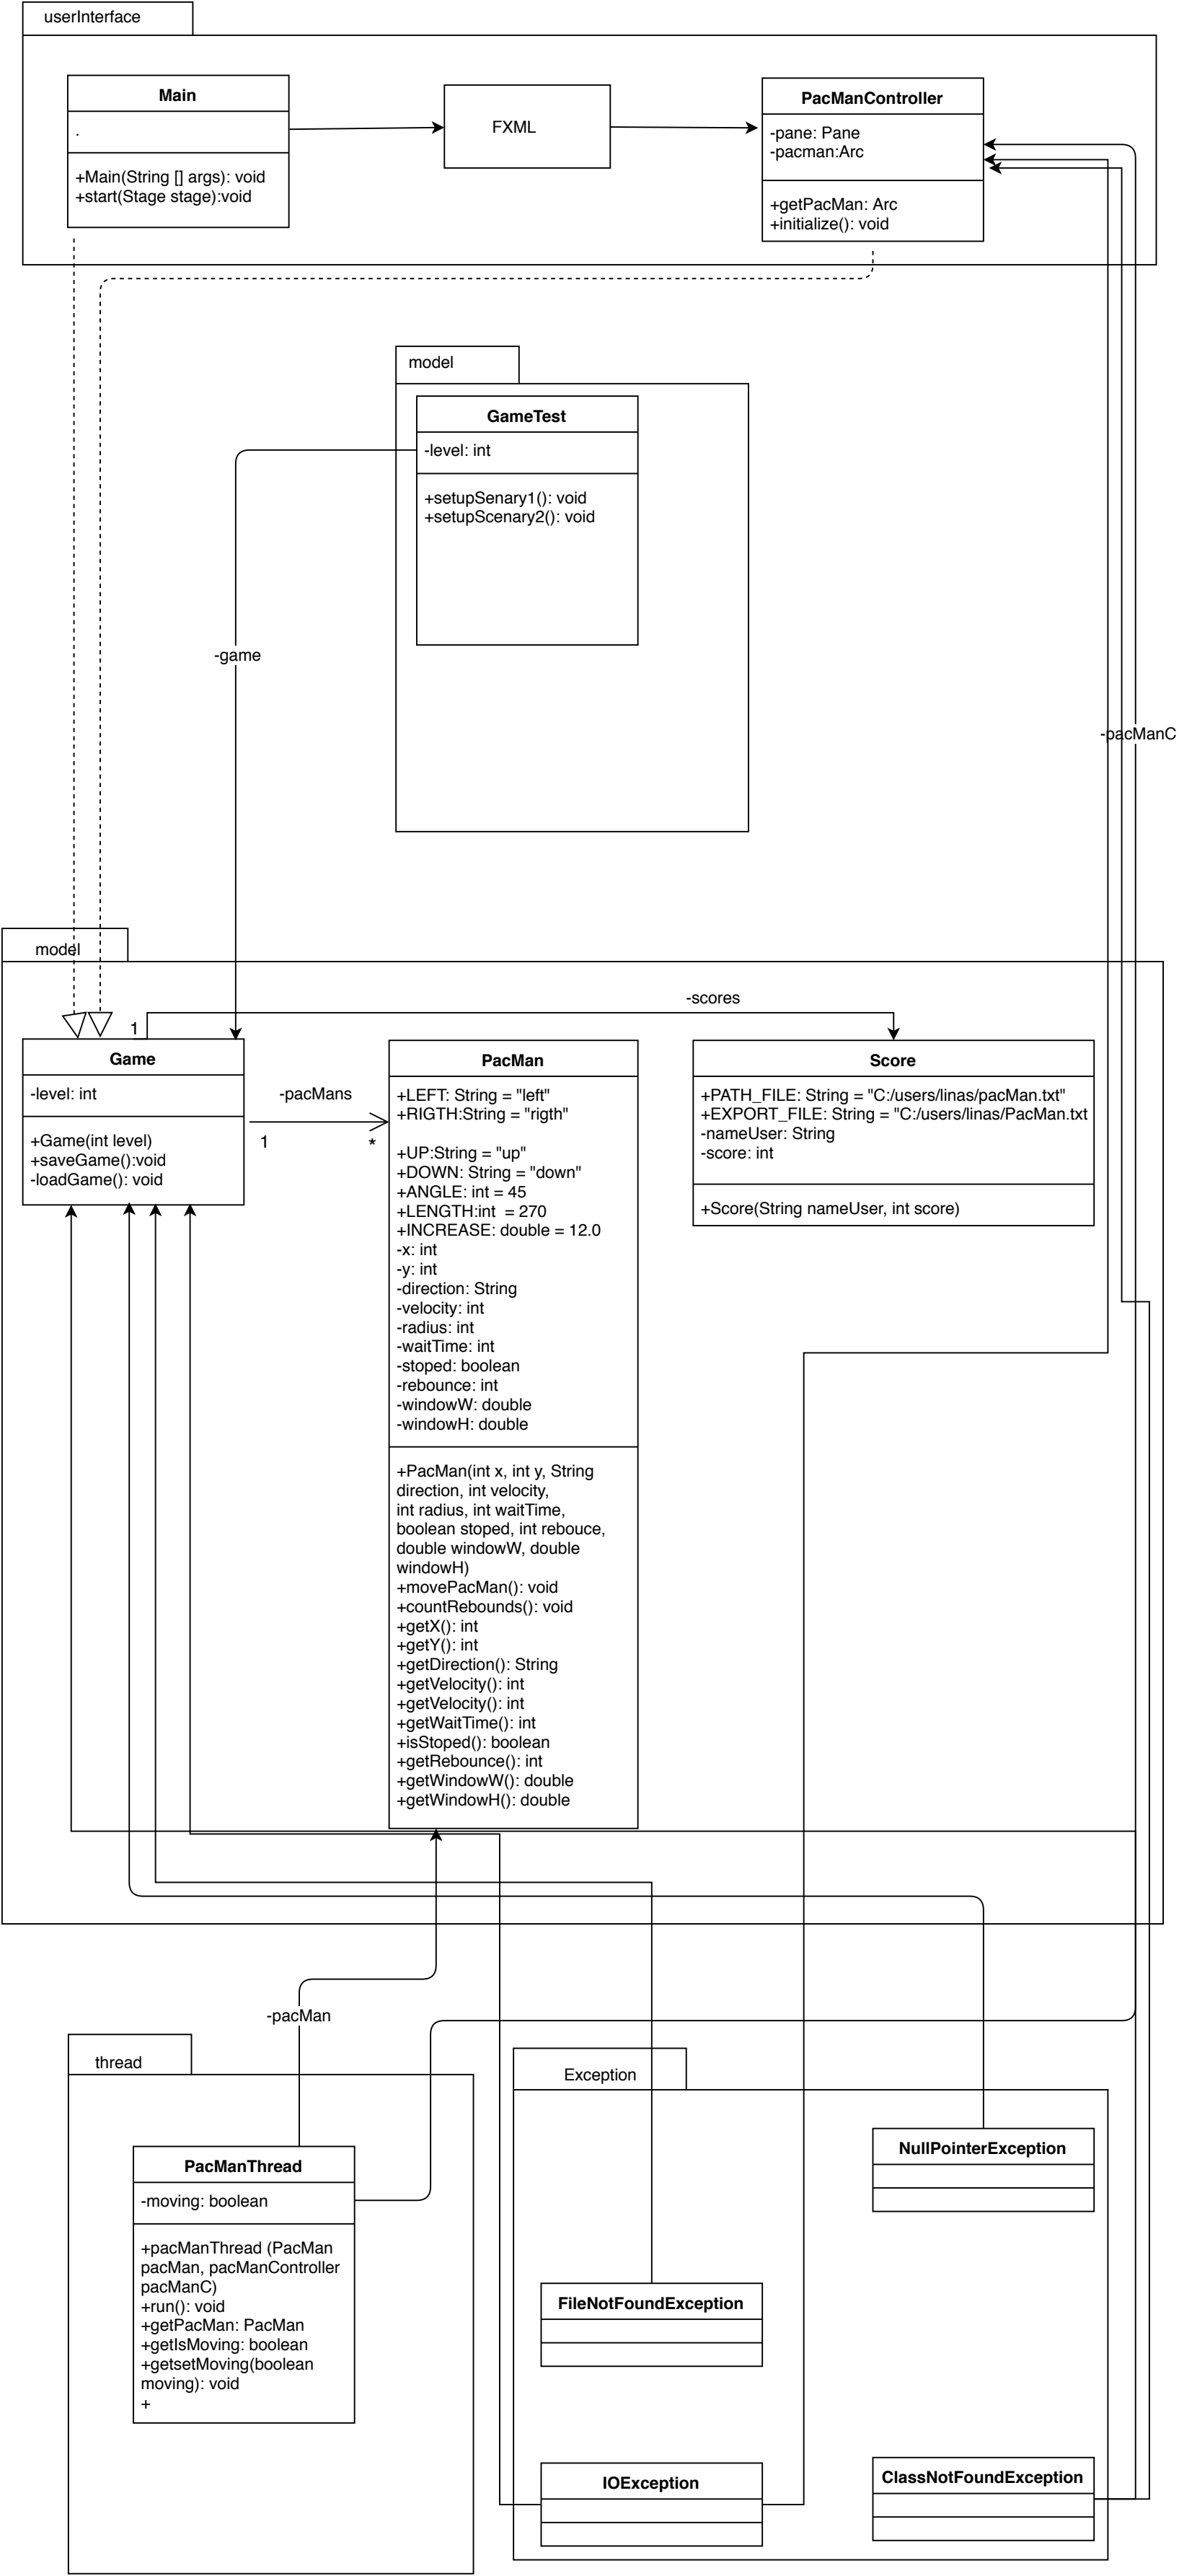 userInterface
Main
.
+Main(String [] args): void
+start(Stage stage):void
FXML
PacManController
-pane: Pane
-pacman:Arc
+getPacMan: Arc
+initialize(): void
model
GameTest
-level: int
+setupSenary1(): void
+setupScenary2(): void
-game
-pacManC
model
-scores
1
Game
-level: int
+Game(int level)
+saveGame():void
-loadGame(): void
-pacMans
1
*
PacMan
+LEFT: String = "left"
+RIGTH:String = "rigth"
+UP:String = "up"
+DOWN: String = "down"
+ANGLE: int = 45
+LENGTH:int  = 270
+INCREASE: double = 12.0
-x: int
-y: int
-direction: String
-velocity: int
-radius: int
-waitTime: int
-stoped: boolean
-rebounce: int
-windowW: double
-windowH: double
+PacMan(int x, int y, String
direction, int velocity,
int radius, int waitTime,
boolean stoped, int rebouce,
double windowW, double
windowH)
+movePacMan(): void
+countRebounds(): void
+getX(): int
+getY(): int
+getDirection(): String
+getVelocity(): int
+getVelocity(): int
+getWaitTime(): int
+isStoped(): boolean
+getRebounce(): int
+getWindowW(): double
+getWindowH(): double
Score
+PATH_FILE: String = "C:/users/linas/pacMan.txt"
+EXPORT_FILE: String = "C:/users/linas/PacMan.txt
-nameUser: String
-score: int
+Score(String nameUser, int score)
-pacMan
thread
PacManThread
-moving: boolean
+pacManThread (PacMan
pacMan, pacManController
pacManC)
+run(): void
+getPacMan: PacMan
+getIsMoving: boolean
+getsetMoving(boolean
moving): void
+
Exception
NullPointerException
FileNotFoundException
IOException
ClassNotFoundException